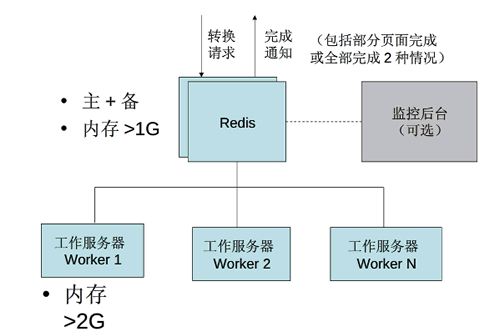 转换
请求
完成
通知
（包括部分页面完成
或全部完成 2 种情况）
• 主 + 备
• 内存 >1G
Redis
监控后台
（可选）
工作服务器
Worker 1
工作服务器
Worker 2
工作服务器
Worker N
• 内存
>2G